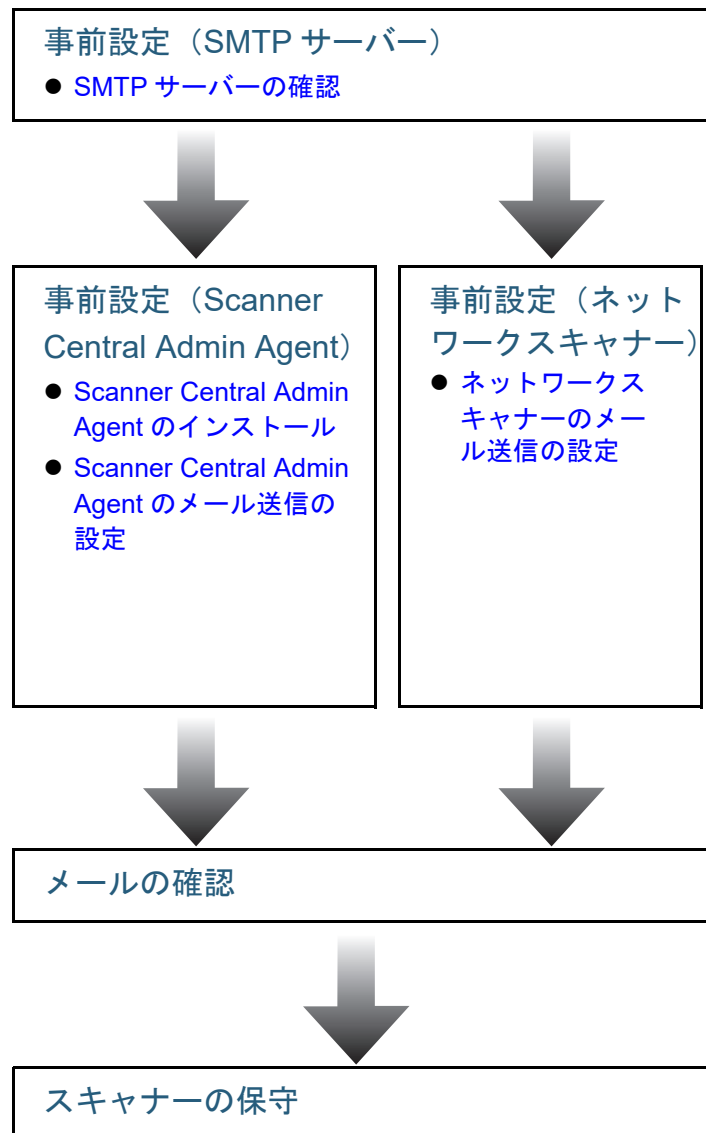 事前設定（SMTP サーバー）
● SMTP サーバーの確認
事前設定（Scanner
Central Admin Agent）
● Scanner Central Admin
Agent のインストール
● Scanner Central Admin
Agent のメール送信の
設定
事前設定（ネット
ワークスキャナー）
● ネットワークス
キャナーのメー
ル送信の設定
メールの確認
スキャナーの保守